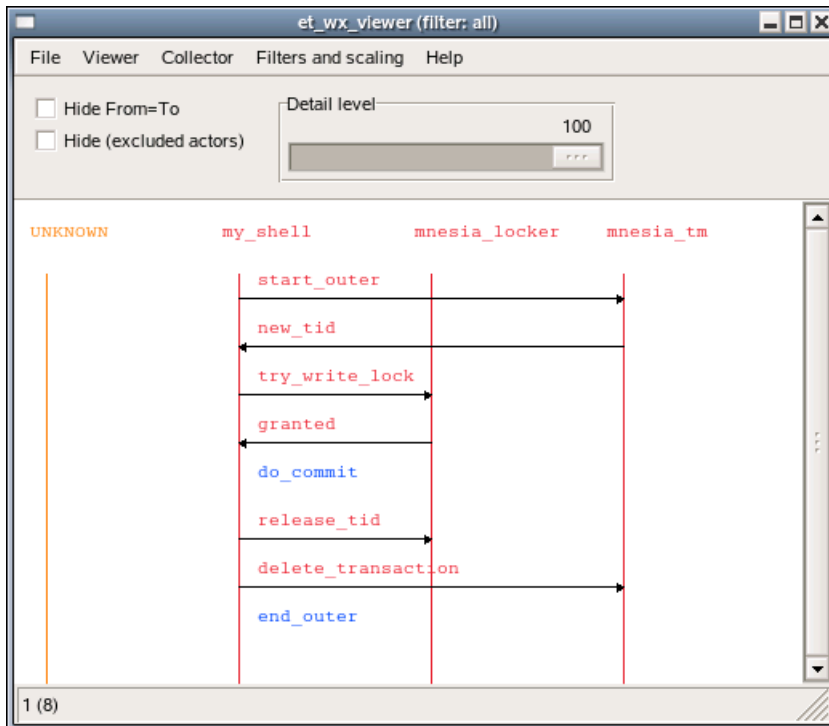 et_wx_viewer (filter: all)
File Viewer Collector Filters and scaling Help
Hide From=To
Hide (excluded actors)
Detail level
100
UNKNOWN my_shell mnesia_locker mnesia_tm
start_outer
new_tid
try_write_lock
granted
do_commit
release_tid
delete_transaction
end_outer
1 (8)